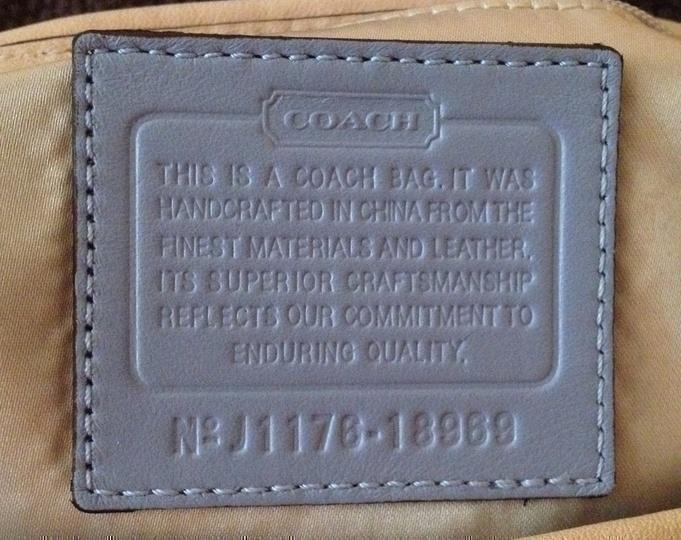 COACH
THIS IS A COACH BAG. IT WAS
HANDCRAFTED IN CHINA FROM THE
FINEST MATERIALS AND LEATHER.
ITS SUPERIOR CRAFTSMANSHIP
REFLECTS OUR COMMITMENT TO
ENDURING QUALITY.
No J1176-18969